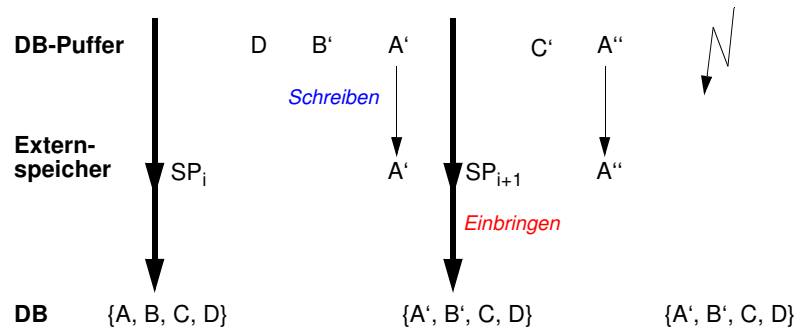 DB-Puffer D B‘ A‘ C‘ A‘‘
Schreiben
Extern-
speicher SPi A‘ SPi+1 A‘‘
Einbringen
DB {A, B, C, D} {A‘, B‘, C, D} {A‘, B‘, C, D}